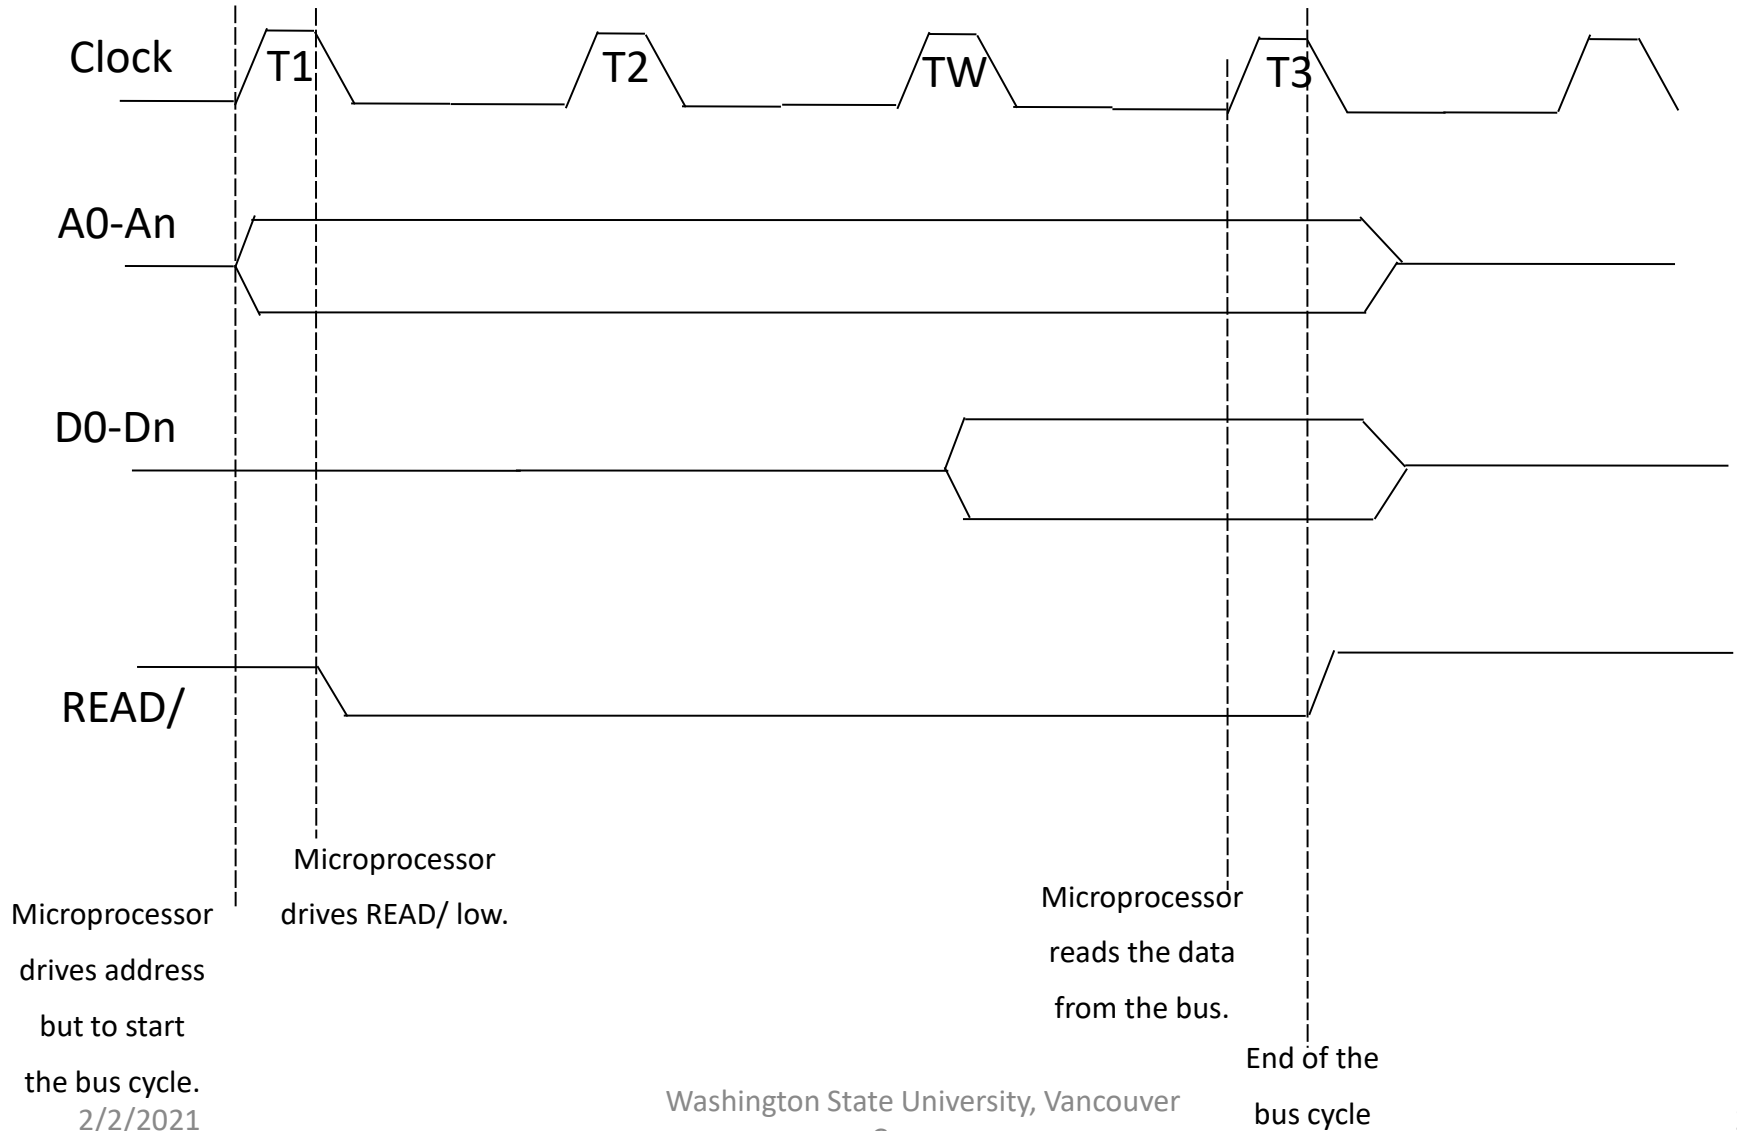 Clock
T1
T2
TW
T3
A0-An
D0-Dn
READ/
Microprocessor
drives address
but to start
the bus cycle.
Microprocessor
drives READ/ low.
Microprocessor
reads the data
from the bus.
End of the
bus cycle
2/2/2021
Washington State University, Vancouver